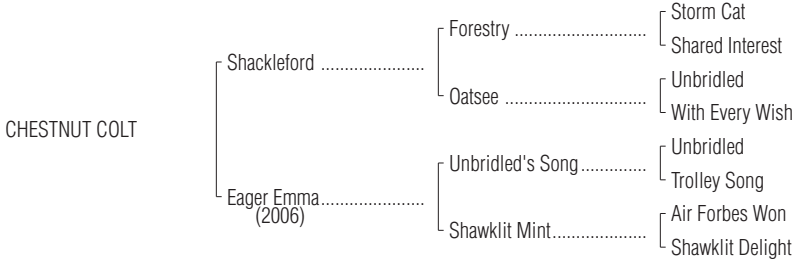 Storm Cat
Forestry ............................
Shared Interest
Shackleford ......................
Unbridled
Oatsee ..............................
With Every Wish
CHESTNUT COLT
Unbridled
Unbridled's Song..............
Trolley Song
Eager Emma......................
(2006)
Air Forbes Won
Shawklit Mint....................
Shawklit Delight